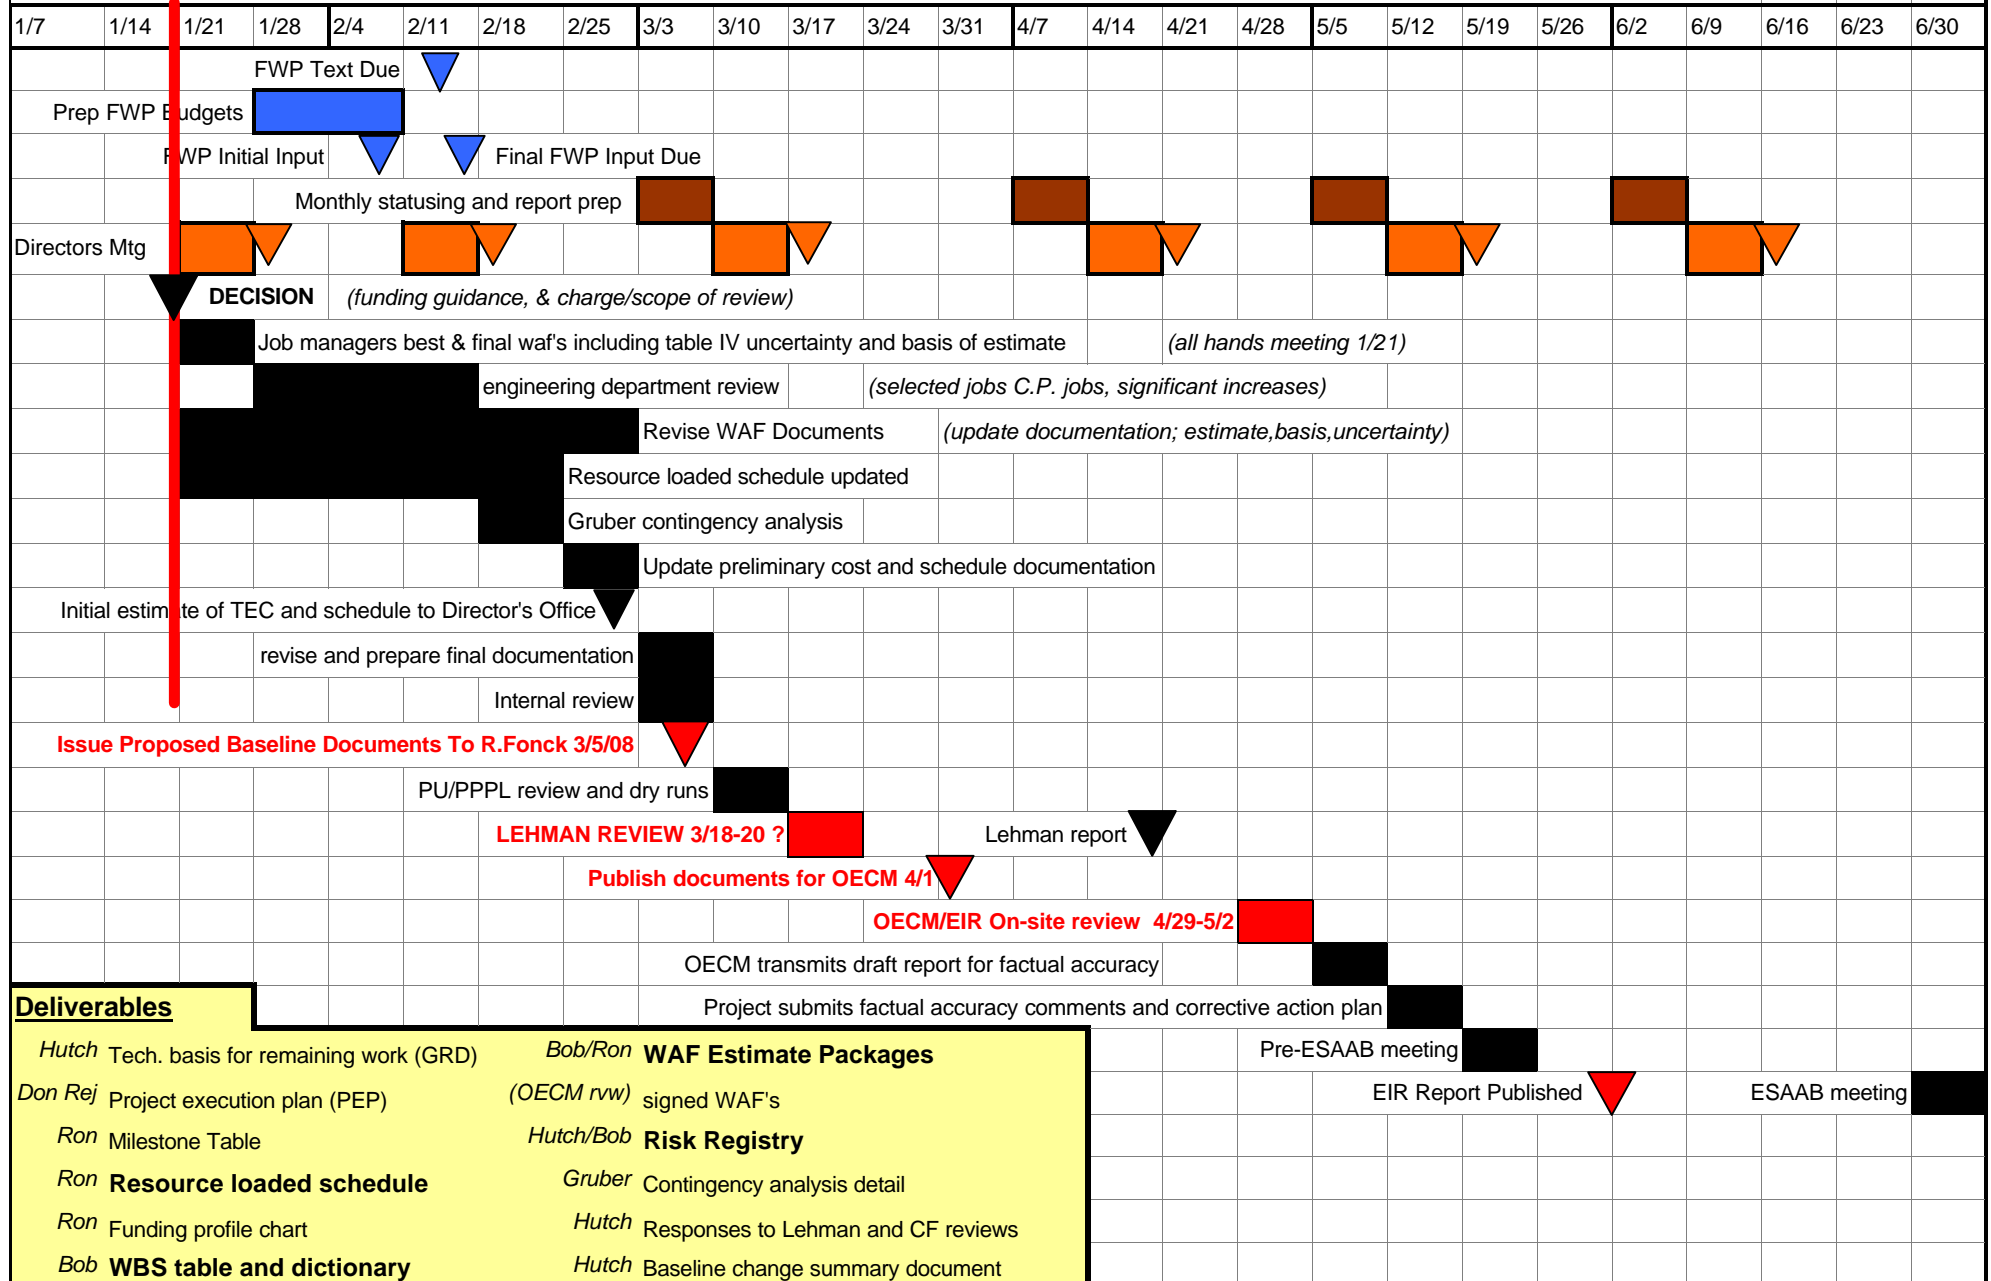 1/7 1/14 1/21 1/28 2/4 2/11 2/18 2/25 3/3 3/10 3/17 3/24 3/31 4/7 4/14 4/21 4/28 5/5 5/12 5/19 5/26 6/2 6/9 6/16 6/23 6/30
FWP Text Due
Prep FWP Budgets
FWP Initial Input Final FWP Input Due
Monthly statusing and report prep
Directors Mtg
DECISION (funding guidance, & charge/scope of review)
Job managers best & final waf's including table IV uncertainty and basis of estimate (all hands meeting 1/21)
engineering department review (selected jobs C.P. jobs, significant increases)
Revise WAF Documents (update documentation; estimate,basis,uncertainty)
Resource loaded schedule updated
Gruber contingency analysis
Update preliminary cost and schedule documentation
Initial estimate of TEC and schedule to Director's Office
revise and prepare final documentation
Internal review
Issue Proposed Baseline Documents To R.Fonck 3/5/08
PU/PPPL review and dry runs
LEHMAN REVIEW 3/18-20 ? Lehman report
Publish documents for OECM 4/1
OECM/EIR On-site review 4/29-5/2
OECM transmits draft report for factual accuracy
Project submits factual accuracy comments and corrective action plan
Pre-ESAAB meeting
EIR Report Published ESAAB meeting
Deliverables
Hutch Tech. basis for remaining work (GRD) Bob/Ron WAF Estimate Packages
Don Rej Project execution plan (PEP) (OECM rvw) signed WAF's
Ron Milestone Table Hutch/Bob Risk Registry
Ron Resource loaded schedule Gruber Contingency analysis detail
Ron Funding profile chart Hutch Responses to Lehman and CF reviews
Bob WBS table and dictionary Hutch Baseline change summary document